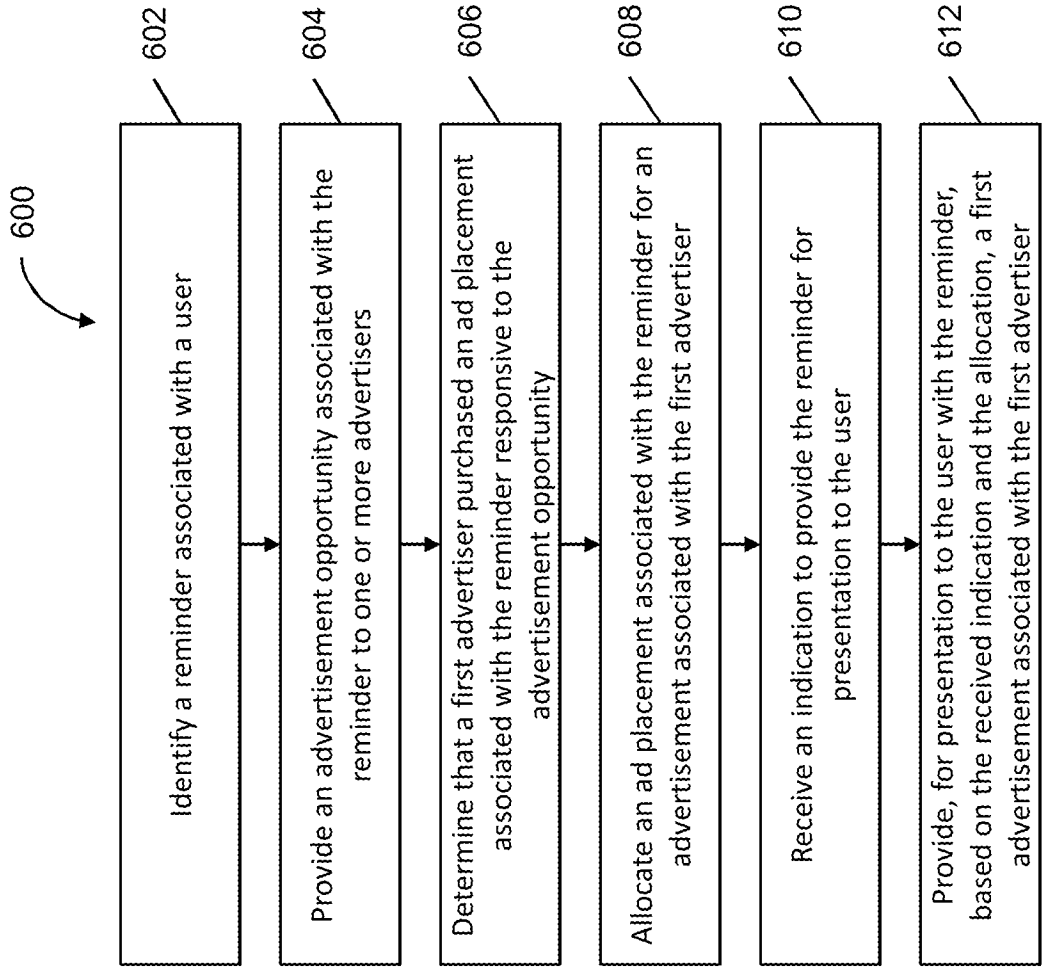 600
Identify a reminder associated with a user
602
Provide an advertisement opportunity associated with the
reminder to one or more advertisers
604
Determine that a first advertiser purchased an ad placement
associated with the reminder responsive to the
advertisement opportunity
606
Allocate an ad placement associated with the reminder for an
advertisement associated with the first advertiser
608
Receive an indication to provide the reminder for
presentation to the user
610
Provide, for presentation to the user with the reminder,
based on the received indication and the allocation, a first
advertisement associated with the first advertiser
612